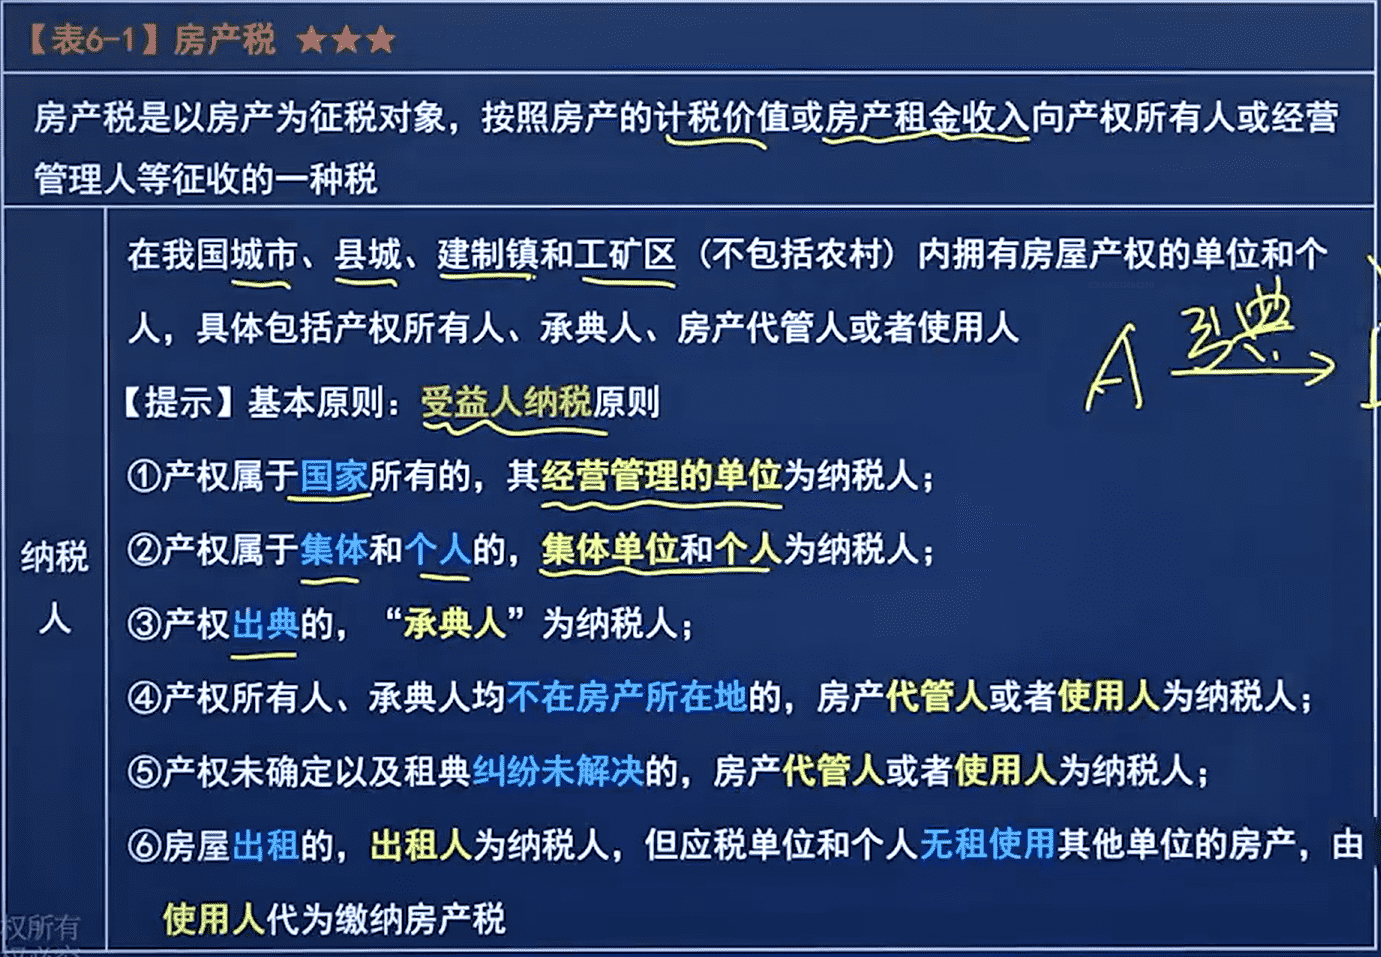 【表6-1】房产税 ★★★
房产税是以房产为征税对象，按照房产的计税价值或房产租金收入向产权所有人或经营
管理人等征收的一种税
纳税
人
在我国城市、县城、建制镇和工矿区（不包括农村）内拥有房屋产权的单位和个
人，具体包括产权所有人、承典人、房产代管人或者使用人
【提示】基本原则：受益人纳税原则
①产权属于国家所有的，其经营管理的单位为纳税人；
②产权属于集体和个人的，集体单位和个人为纳税人；
③产权出典的，“承典人”为纳税人；
④产权所有人、承典人均不在房产所在地的，房产代管人或者使用人为纳税人；
⑤产权未确定以及租典纠纷未解决的，房产代管人或者使用人为纳税人；
⑥房屋出租的，出租人为纳税人，但应税单位和个人无租使用其他单位的房产，由
使用人代为缴纳房产税
A
典
权所有